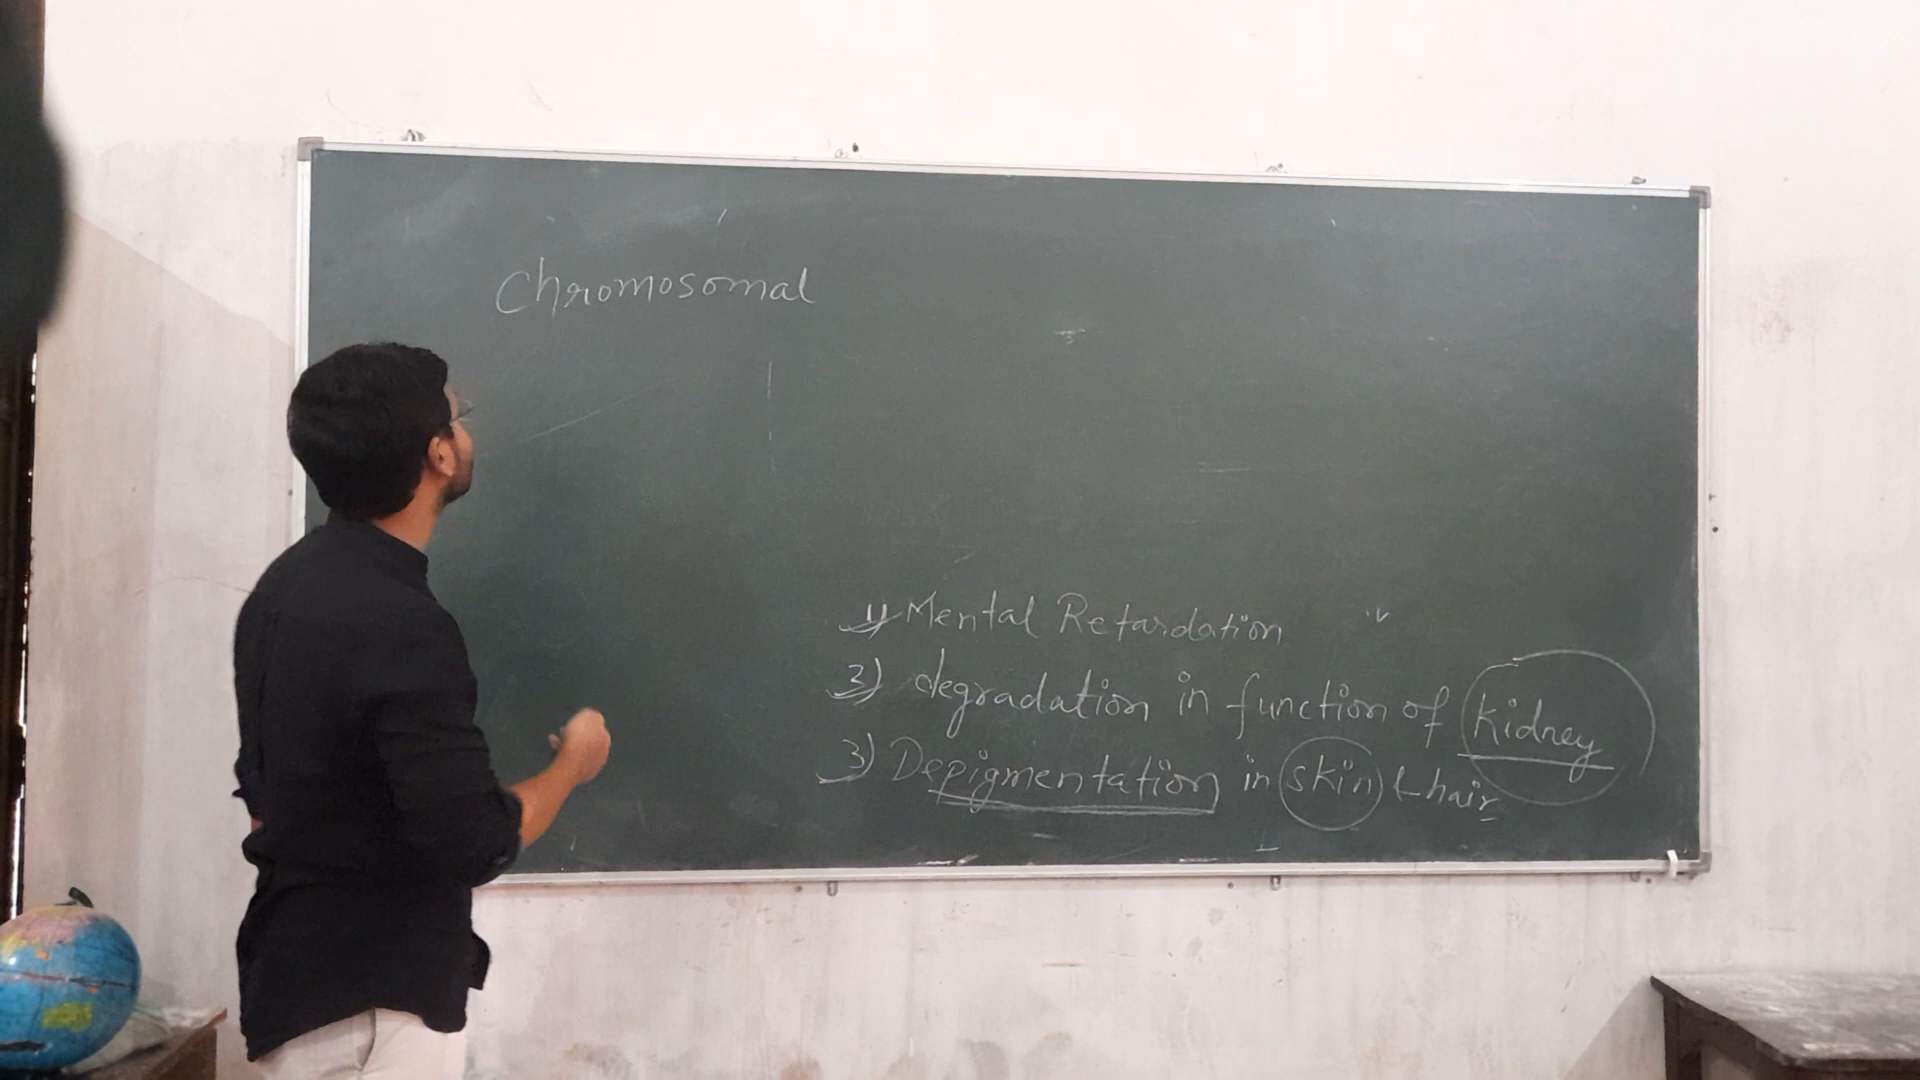 Chromosomal
1) Mental Retardation
2) degradation in function of kidney
3) Depigmentation in skin & hair